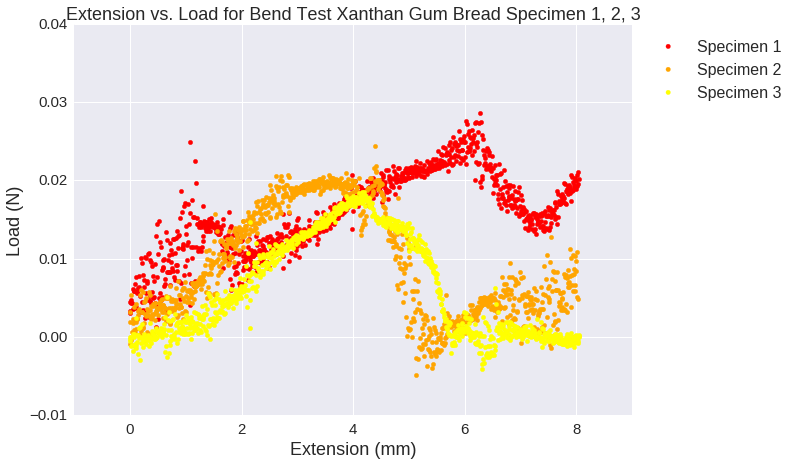 Extension vs. Load for Bend Test Xanthan Gum Bread Specimen 1, 2, 3
0.04
0.03
0.02
0.01
0.00
−0.01
Load (N)
0 2 4 6 8
Extension (mm)
Specimen 1
Specimen 2
Specimen 3